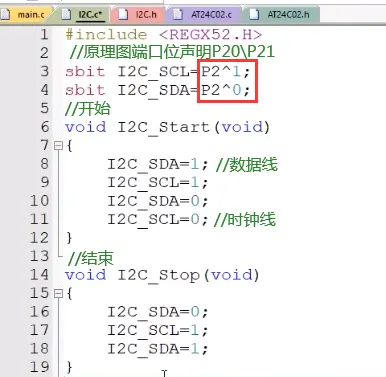 main.c I2C.c* I2C.h AT24C02.c AT24C02.h
1 #include <REGX52.H>
2 //原理图端口位声明P20\P21
3 sbit I2C_SCL=P2^1;
4 sbit I2C_SDA=P2^0;
5 //开始
6 void I2C_Start(void)
7 {
8 I2C_SDA=1; //数据线
9 I2C_SCL=1;
10 I2C_SDA=0;
11 I2C_SCL=0; //时钟线
12 }
13 //结束
14 void I2C_Stop(void)
15 {
16 I2C_SDA=0;
17 I2C_SCL=1;
18 I2C_SDA=1;
19 }